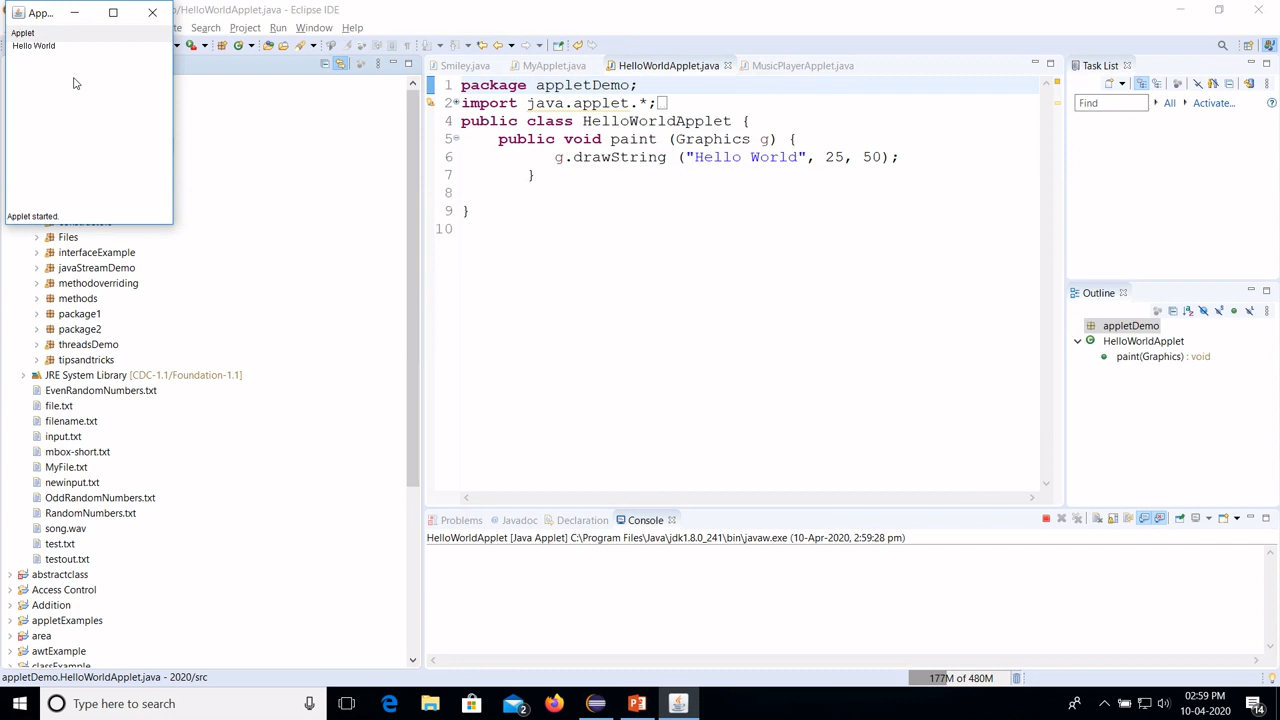 App...
Applet
Hello World
Applet started.
/HelloWorldApplet.java - Eclipse IDE
Search Project Run Window Help
Smiley.java MyApplet.java HelloWorldApplet.java MusicPlayerApplet.java
1 package appletDemo;
2 import java.applet.*;
4 public class HelloWorldApplet {
5 public void paint (Graphics g) {
6 g.drawString ("Hello World", 25, 50);
7 }
8
9 }
10
Files
interfaceExample
javaStreamDemo
methodoverriding
methods
package1
package2
threadsDemo
tipsandtricks
JRE System Library [CDC-1.1/Foundation-1.1]
EvenRandomNumbers.txt
file.txt
filename.txt
input.txt
mbox-short.txt
MyFile.txt
newinput.txt
OddRandomNumbers.txt
RandomNumbers.txt
song.wav
test.txt
testout.txt
abstractclass
Access Control
Addition
appletExamples
area
awtExample
classExample
Task List
Find All Activate...
Outline
appletDemo
HelloWorldApplet
paint(Graphics) : void
Problems Javadoc Declaration Console
HelloWorldApplet [Java Applet] C:\Program Files\Java\jdk1.8.0_241\bin\javaw.exe (10-Apr-2020, 2:59:28 pm)
appletDemo.HelloWorldApplet.java - 2020/src
177M of 480M
Type here to search
02:59 PM
10-04-2020